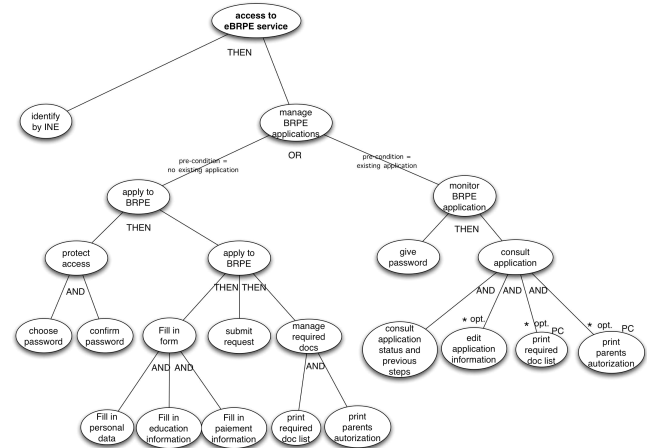 access to
eBRPE service
THEN
identify
by INE
manage
BRPE
applications
OR
pre-condition =
no existing application
pre-condition =
existing application
apply to
BRPE
monitor
BRPE
application
THEN
THEN
protect
access
apply to
BRPE
give
password
consult
application
AND
THEN THEN
AND AND AND
choose
password
confirm
password
Fill in
form
submit
request
manage
required
docs
consult
application
status and
previous
steps
* opt.
edit
application
information
* opt.
PC
print
required
doc list
* opt.
PC
print
parents
autorization
AND AND
AND
Fill in
personal
data
Fill in
education
information
Fill in
paiement
information
print
required
doc list
print
parents
autorization